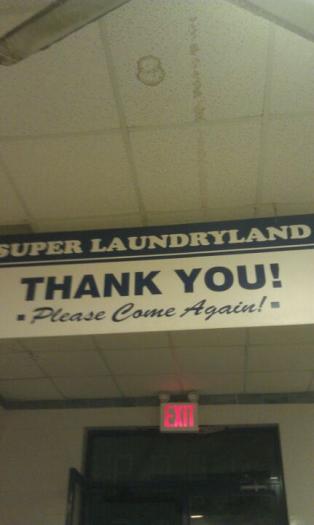 SUPER LAUNDRYLAND
THANK YOU!
Please Come Again!
EXIT